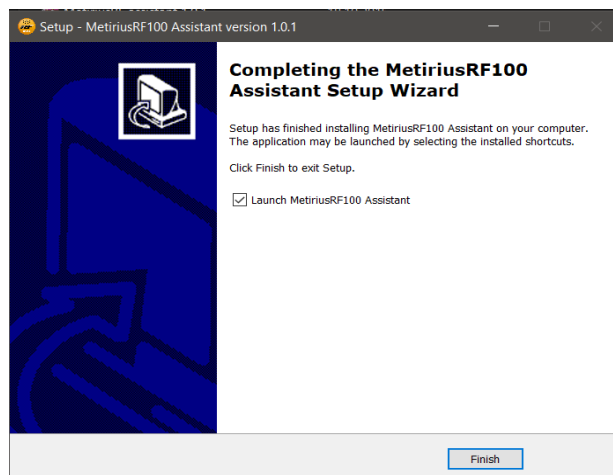 Setup - MetiriusRF100 Assistant version 1.0.1
Completing the MetiriusRF100
Assistant Setup Wizard
Setup has finished installing MetiriusRF100 Assistant on your computer.
The application may be launched by selecting the installed shortcuts.
Click Finish to exit Setup.
Launch MetiriusRF100 Assistant
Finish